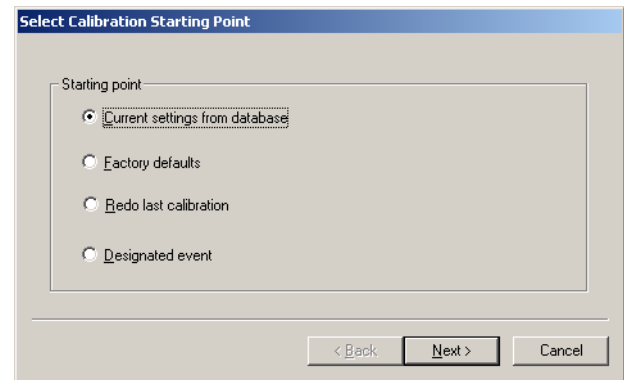 Select Calibration Starting Point
Starting point
Current settings from database
Factory defaults
Redo last calibration
Designated event
< Back Next > Cancel